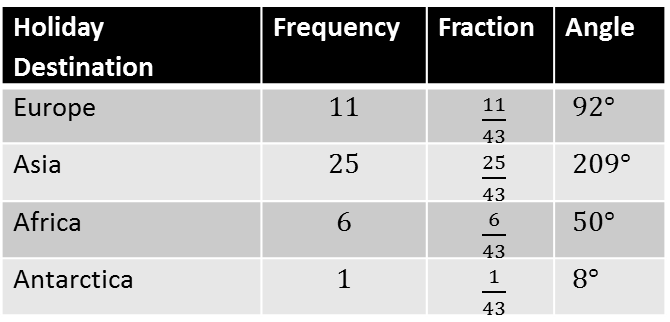 Holiday Destination Frequency Fraction Angle
Europe 11 11/43 92°
Asia 25 25/43 209°
Africa 6 6/43 50°
Antarctica 1 1/43 8°